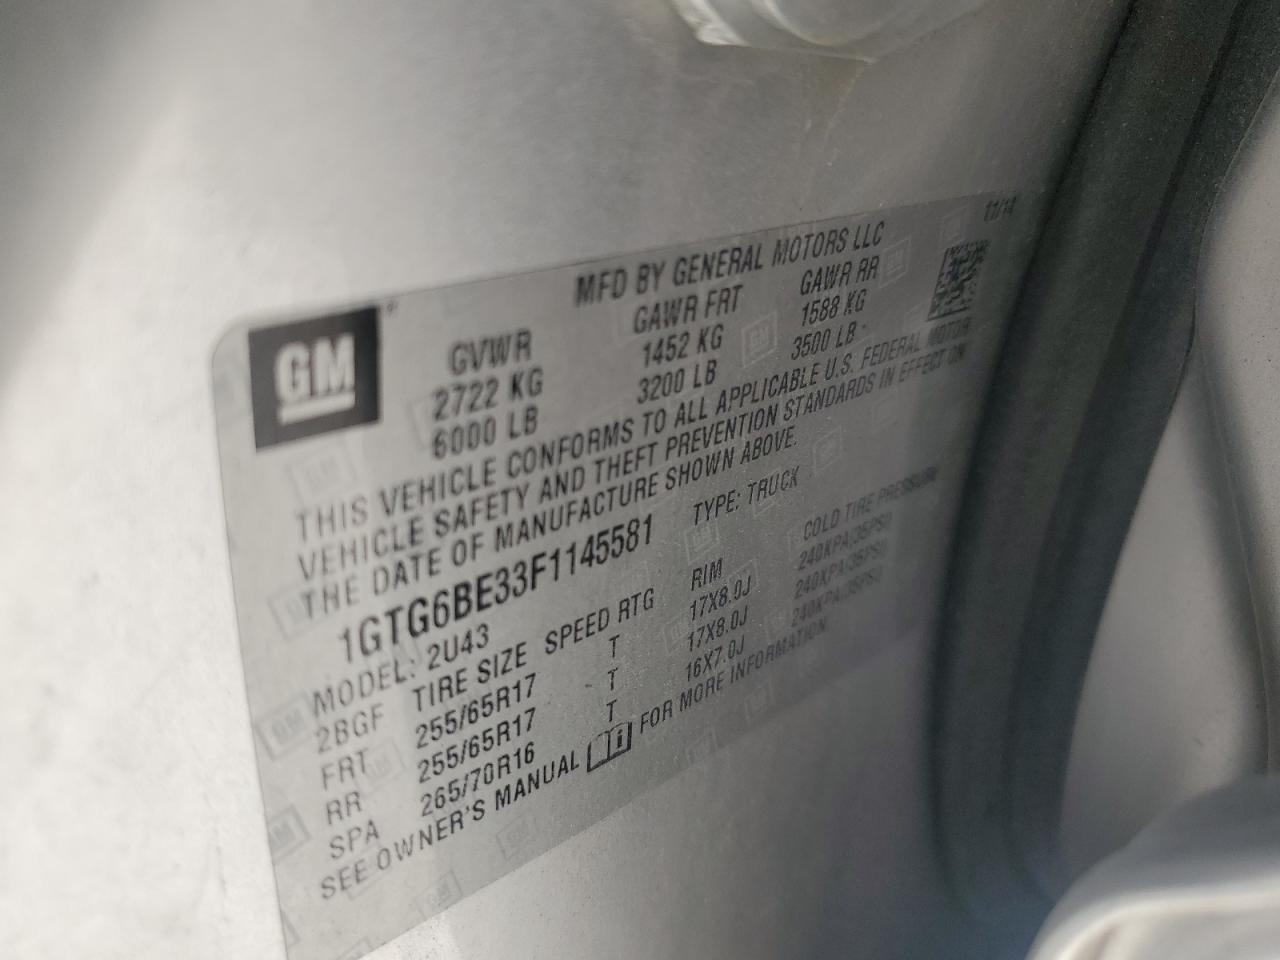 MFD BY GENERAL MOTORS LLC 11/14
GM
GVWR GAWR FRT GAWR RR
2722 KG 1452 KG 1588 KG
6000 LB 3200 LB 3500 LB
THIS VEHICLE CONFORMS TO ALL APPLICABLE U.S. FEDERAL MOTOR
VEHICLE SAFETY AND THEFT PREVENTION STANDARDS IN EFFECT ON
THE DATE OF MANUFACTURE SHOWN ABOVE.
1GTG6BE33F1145581 TYPE: TRUCK
MODEL: 2U43
2BGF TIRE SIZE SPEED RTG RIM COLD TIRE PRESSURE
FRT 255/65R17 T 17X8.0J 240KPA(35PSI)
RR 255/65R17 T 17X8.0J 240KPA(35PSI)
SPA 265/70R16 T 16X7.0J 240KPA(35PSI)
SEE OWNER'S MANUAL FOR MORE INFORMATION